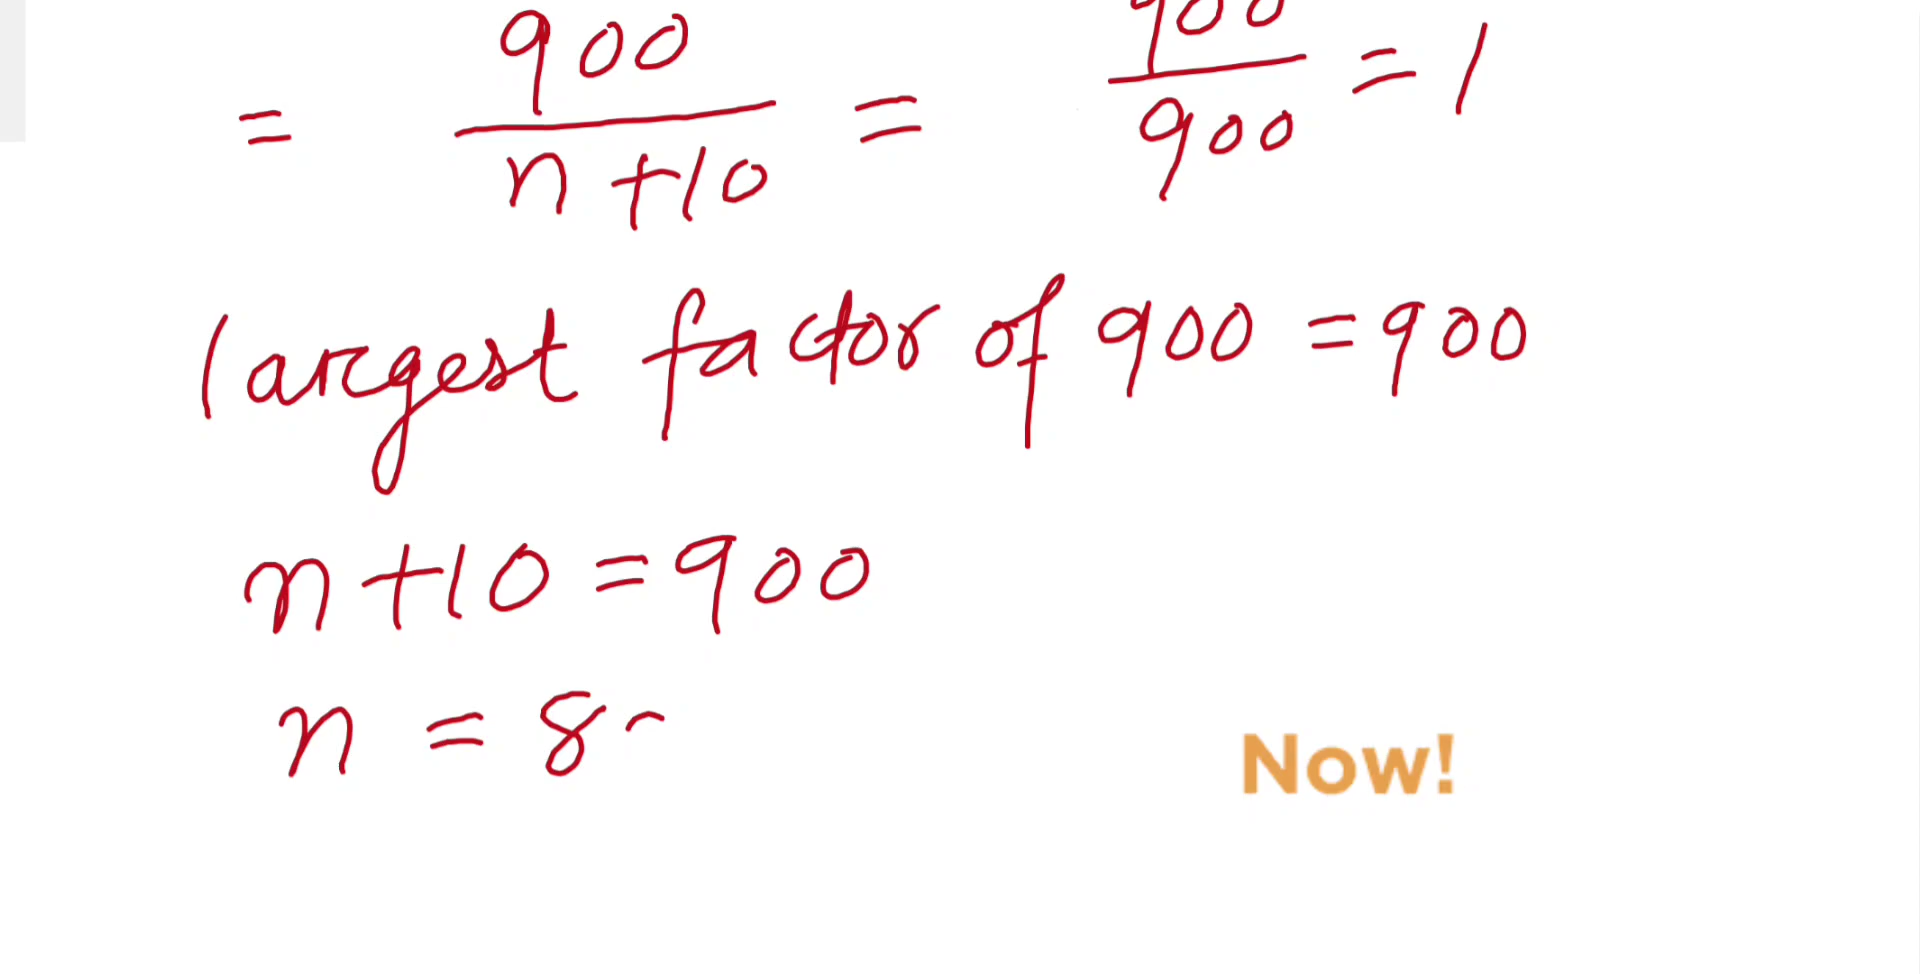 = 900/(n+10) = 900/900 = 1
largest factor of 900 = 900
n+10 = 900
n = 8
Now!